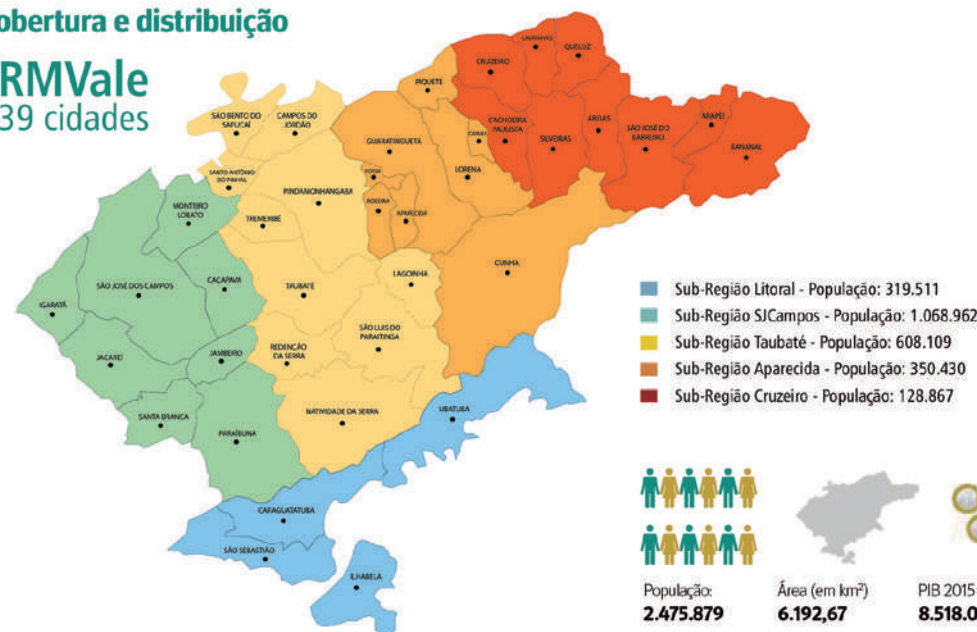 obertura e distribuição
RMVale
39 cidades
LAVRINHAS
QUELUZ
CRUZEIRO
PIQUETE
SÃO BENTO DO
SAPUCAÍ
CAMPOS DO
JORDÃO
CANAS
CACHOEIRA
PAULISTA
SILVEIRAS
AREIAS
SÃO JOSÉ DO
BARREIRO
ARAPEÍ
BANANAL
GUARATINGUETÁ
LORENA
SANTO ANTÔNIO
DO PINHAL
PINDAMONHANGABA
POTIM
ROSEIRA
APARECIDA
MONTEIRO
LOBATO
TREMEMBÉ
CUNHA
LAGOINHA
CAÇAPAVA
TAUBATÉ
SÃO JOSÉ DOS CAMPOS
IGARATÁ
SÃO LUIS DO
PARAITINGA
REDENÇÃO
DA SERRA
JAMBEIRO
JACAREÍ
SANTA BRANCA
NATIVIDADE DA SERRA
UBATUBA
PARAÍBUNA
CARAGUATATUBA
SÃO SEBASTIÃO
ILHABELA
Sub-Região Litoral - População: 319.511
Sub-Região SJCampos - População: 1.068.962
Sub-Região Taubaté - População: 608.109
Sub-Região Aparecida - População: 350.430
Sub-Região Cruzeiro - População: 128.867
População:
2.475.879
Área (em km²)
6.192,67
PIB 2015
8.518.0